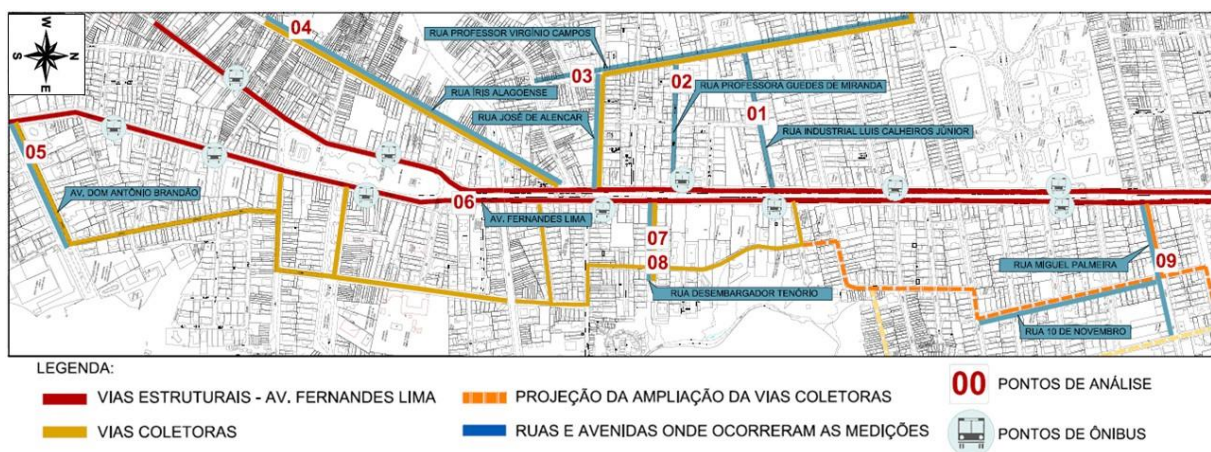 W
S
N
E
04
RUA PROFESSOR VIRGÍNIO CAMPOS
03
02
RUA ÍRIS ALAGOENSE
RUA PROFESSORA GUEDES DE MIRANDA
RUA JOSÉ DE ALENCAR
01
RUA INDUSTRIAL LUIS CALHEIROS JÚNIOR
05
AV. DOM ANTÔNIO BRANDÃO
06
AV. FERNANDES LIMA
07
08
RUA MIGUEL PALMEIRA
09
RUA DESEMBARGADOR TENÓRIO
RUA 10 DE NOVEMBRO
LEGENDA:
VIAS ESTRUTURAIS - AV. FERNANDES LIMA
PROJEÇÃO DA AMPLIAÇÃO DA VIAS COLETORAS
00 PONTOS DE ANÁLISE
VIAS COLETORAS
RUAS E AVENIDAS ONDE OCORRERAM AS MEDIÇÕES
PONTOS DE ÔNIBUS